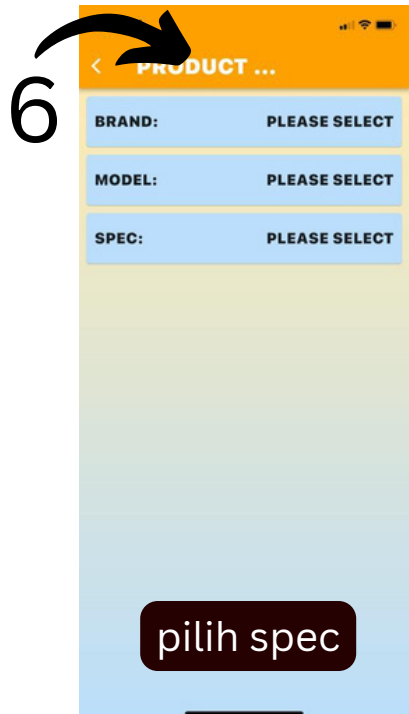 6
< PRODUCT ...
BRAND: PLEASE SELECT
MODEL: PLEASE SELECT
SPEC: PLEASE SELECT
pilih spec